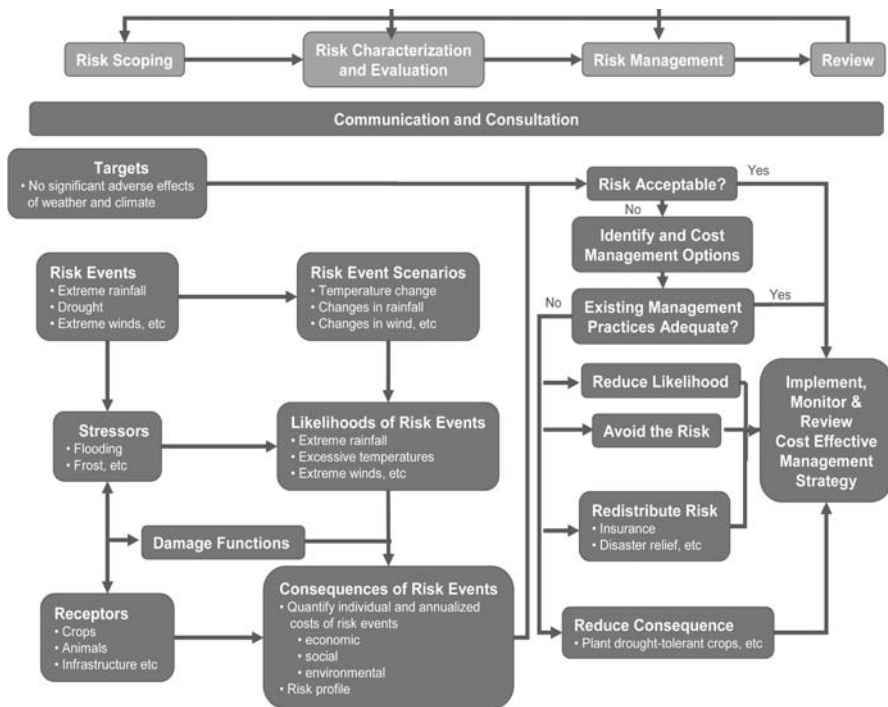 Risk Scoping
Risk Characterization
and Evaluation
Risk Management
Review
Communication and Consultation
Targets
• No significant adverse effects
of weather and climate
Risk Acceptable?
Yes
No
Identify and Cost
Management Options
Risk Events
• Extreme rainfall
• Drought
• Extreme winds, etc
Risk Event Scenarios
• Temperature change
• Changes in rainfall
• Changes in wind, etc
No
Existing Management
Practices Adequate?
Yes
Reduce Likelihood
Avoid the Risk
Implement,
Monitor &
Review
Cost Effective
Management
Strategy
Stressors
• Flooding
• Frost, etc
Likelihoods of Risk Events
• Extreme rainfall
• Excessive temperatures
• Extreme winds, etc
Redistribute Risk
• Insurance
• Disaster relief, etc
Damage Functions
Receptors
• Crops
• Animals
• Infrastructure etc
Consequences of Risk Events
• Quantify individual and annualized
costs of risk events
• economic
• social
• environmental
• Risk profile
Reduce Consequence
• Plant drought-tolerant crops, etc